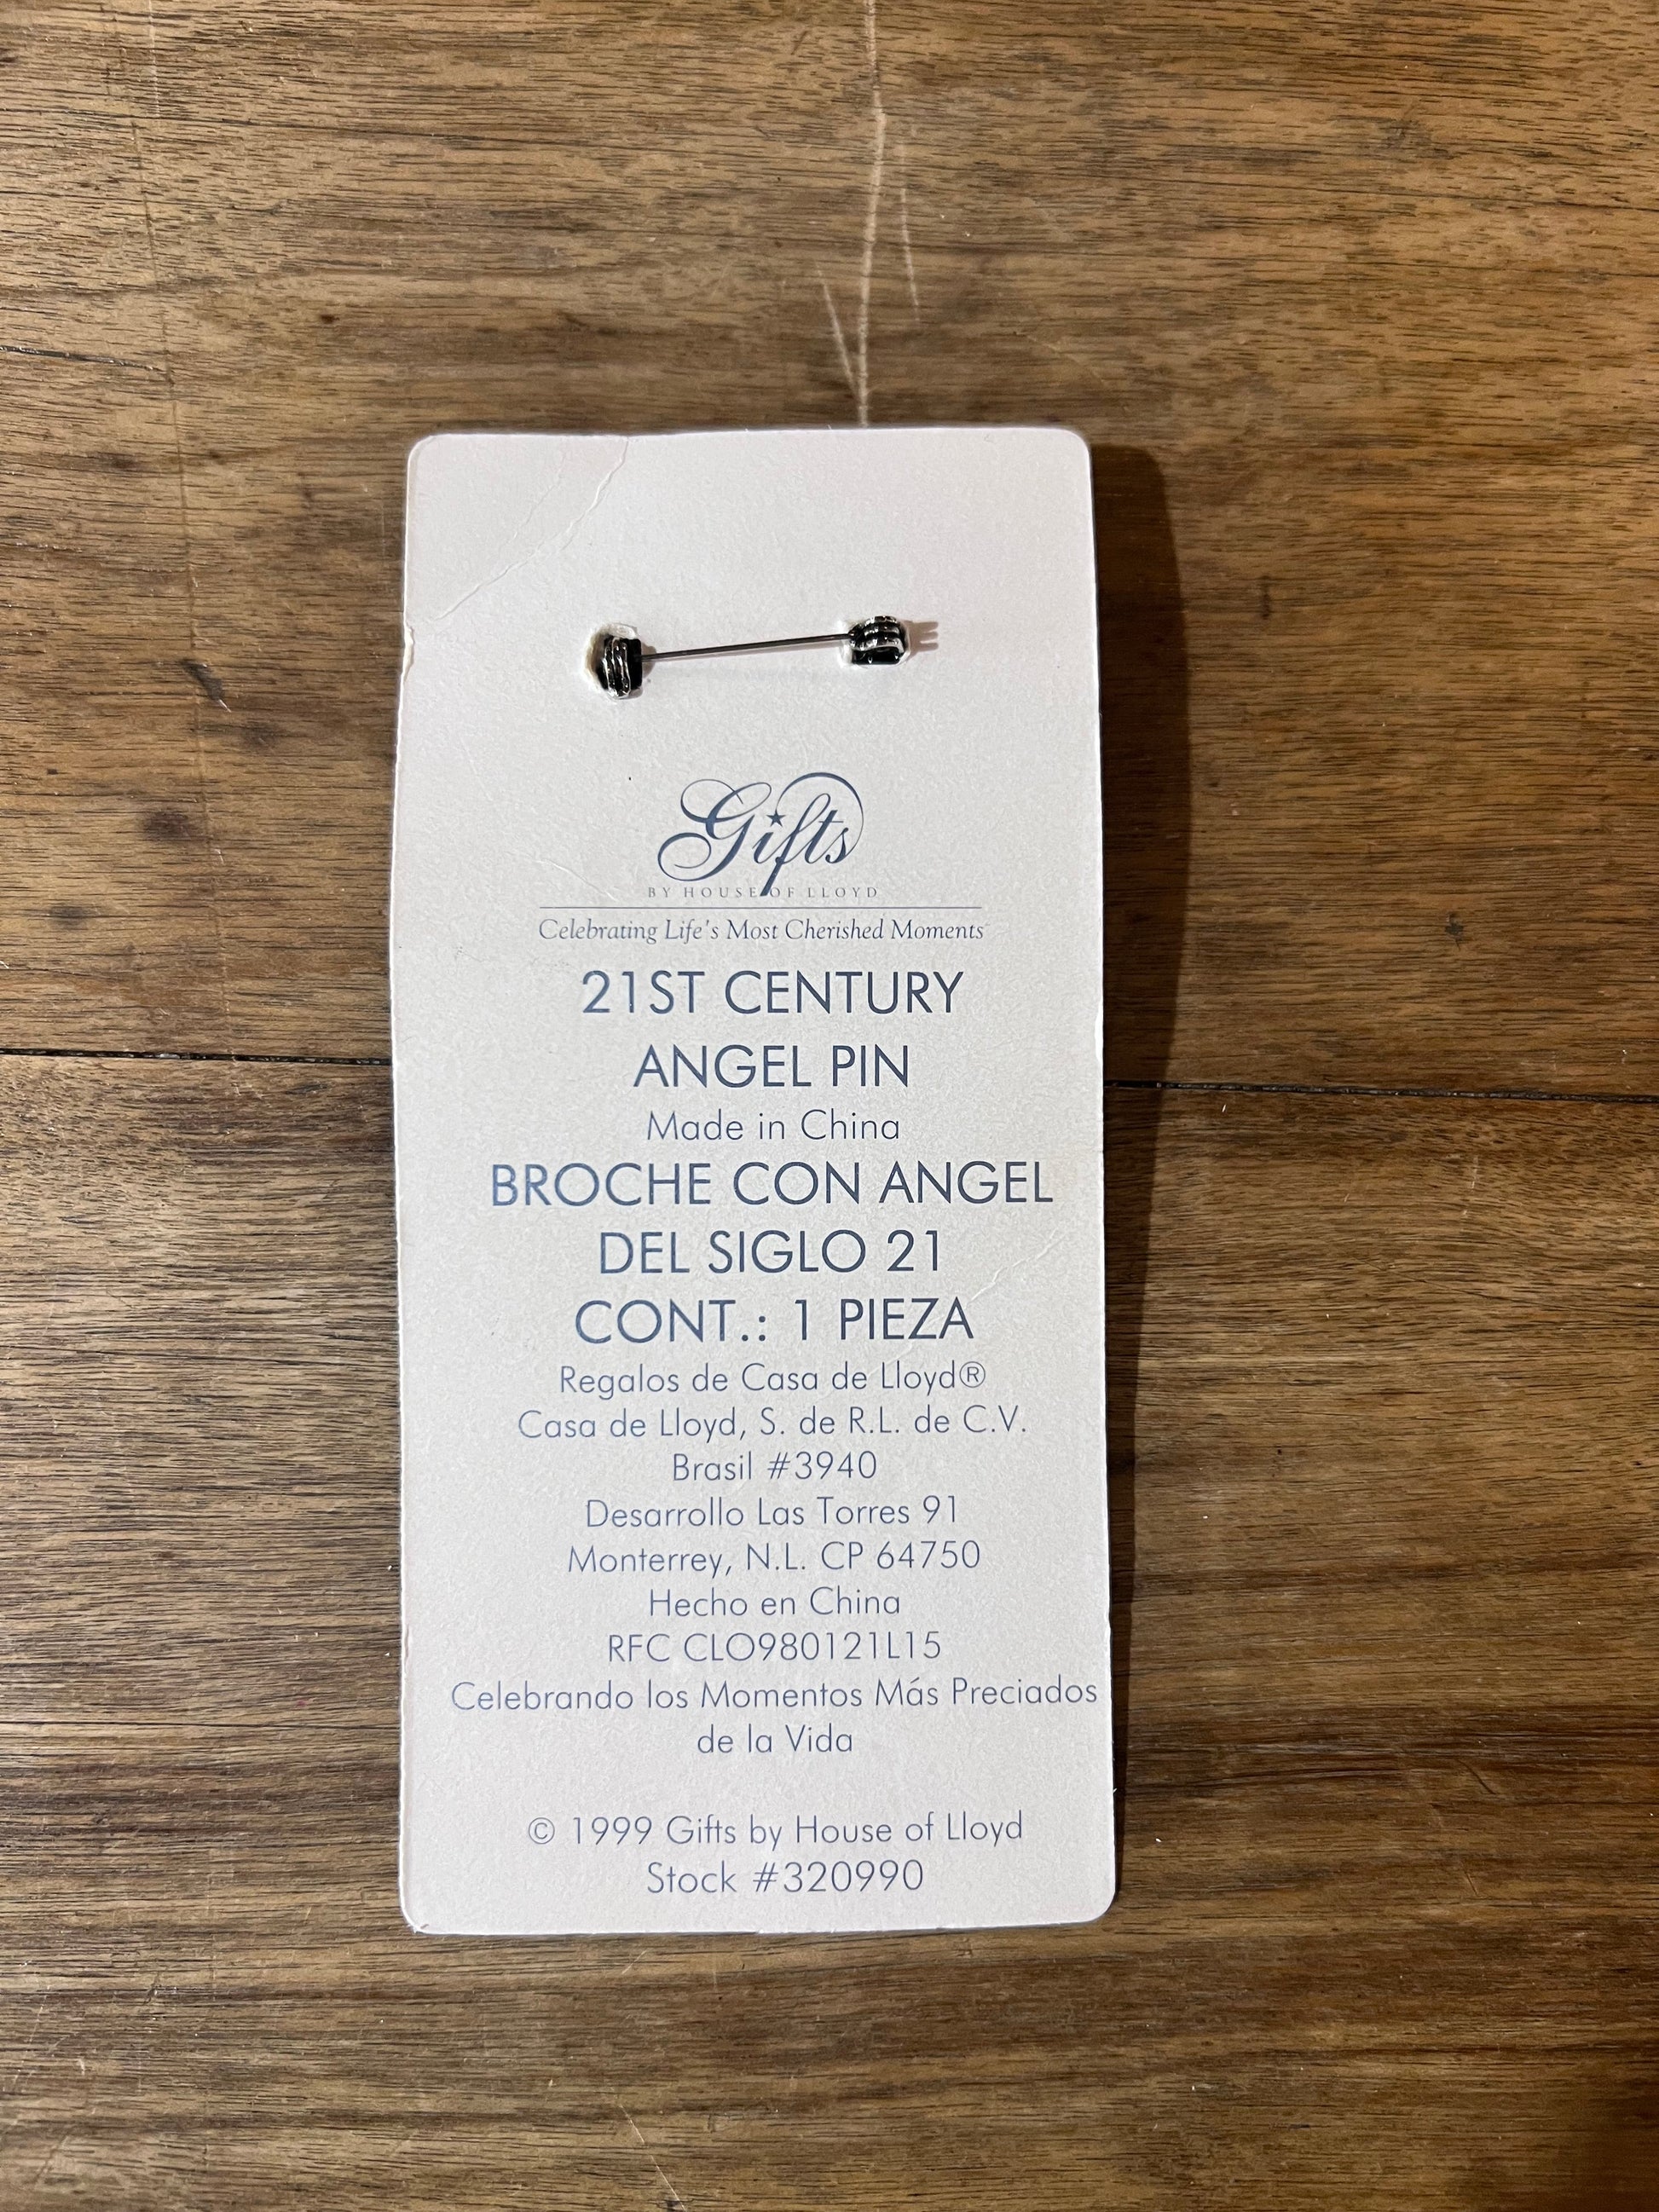 Gifts
BY HOUSE OF LLOYD
Celebrating Life's Most Cherished Moments
21ST CENTURY
ANGEL PIN
Made in China
BROCHE CON ANGEL
DEL SIGLO 21
CONT.: 1 PIEZA
Regalos de Casa de Lloyd®
Casa de Lloyd, S. de R.L. de C.V.
Brasil #3940
Desarrollo Las Torres 91
Monterrey, N.L. CP 64750
Hecho en China
RFC CLO980121L15
Celebrando los Momentos Más Preciados
de la Vida
© 1999 Gifts by House of Lloyd
Stock #320990